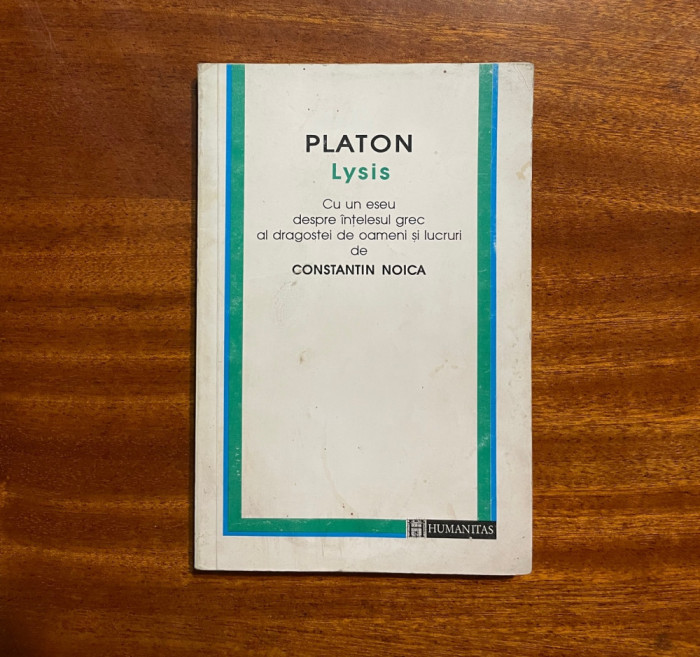 PLATON
Lysis
Cu un eseu
despre înțelesul grec
al dragostei de oameni și lucruri
de
CONSTANTIN NOICA
HUMANITAS